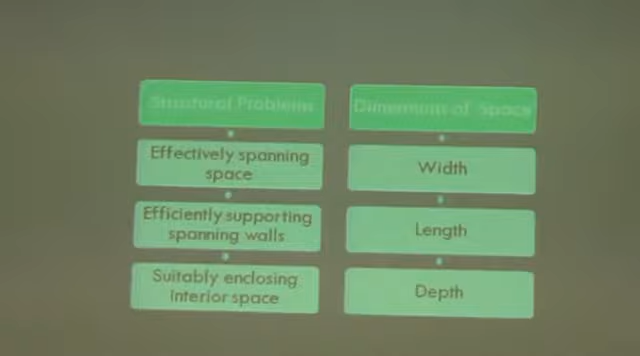 Structural Problems
Effectively spanning
space
Efficiently supporting
spanning walls
Suitably enclosing
Interior space
Dimensions of Space
Width
Length
Depth